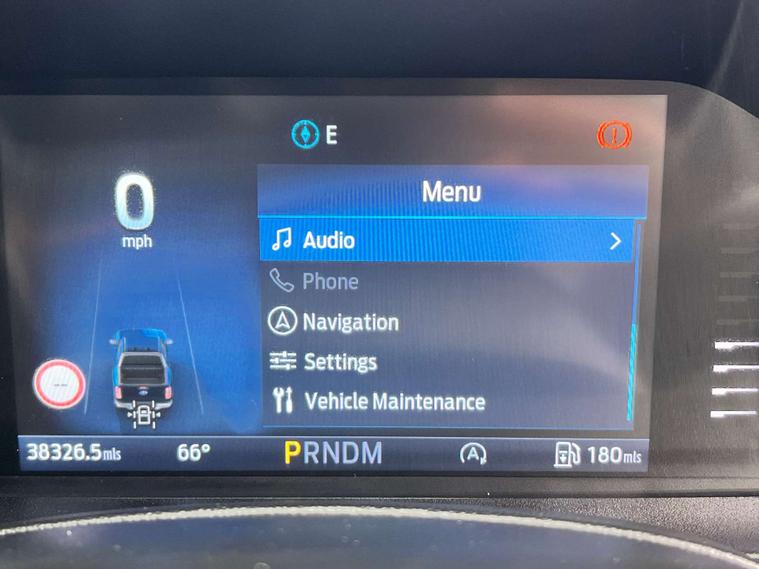 E
0
mph
Menu
Audio
Phone
Navigation
Settings
Vehicle Maintenance
--
38326.5mls 66° PRNDM A 180mls